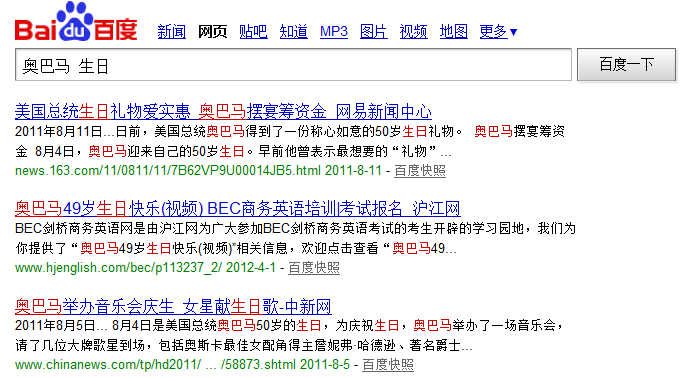 Bai du 百度 新闻 网页 贴吧 知道 MP3 图片 视频 地图 更多▼
奥巴马 生日 百度一下
美国总统生日礼物爱实惠_奥巴马摆宴筹资金_网易新闻中心
2011年8月11日...日前，美国总统奥巴马得到了一份称心如意的50岁生日礼物。 奥巴马摆宴筹资
金 8月4日，奥巴马迎来自己的50岁生日。早前他曾表示最想要的“礼物”...
news.163.com/11/0811/11/7B62VP9U00014JB5.html 2011-8-11 - 百度快照
奥巴马49岁生日快乐(视频) BEC商务英语培训|考试报名_沪江网
BEC剑桥商务英语网是由沪江网为广大参加BEC剑桥商务英语考试的考生开辟的学习园地，我们为
你提供了“奥巴马49岁生日快乐(视频)”相关信息，欢迎点击查看“奥巴马49...
www.hjenglish.com/bec/p113237_2/ 2012-4-1 - 百度快照
奥巴马举办音乐会庆生_女星献生日歌-中新网
2011年8月5日... 8月4日是美国总统奥巴马50岁的生日，为庆祝生日，奥巴马举办了一场音乐会，
请了几位大牌歌星到场，包括奥斯卡最佳女配角得主詹妮弗·哈德逊、著名爵士...
www.chinanews.com/tp/hd2011/ ... /58873.shtml 2011-8-5 - 百度快照